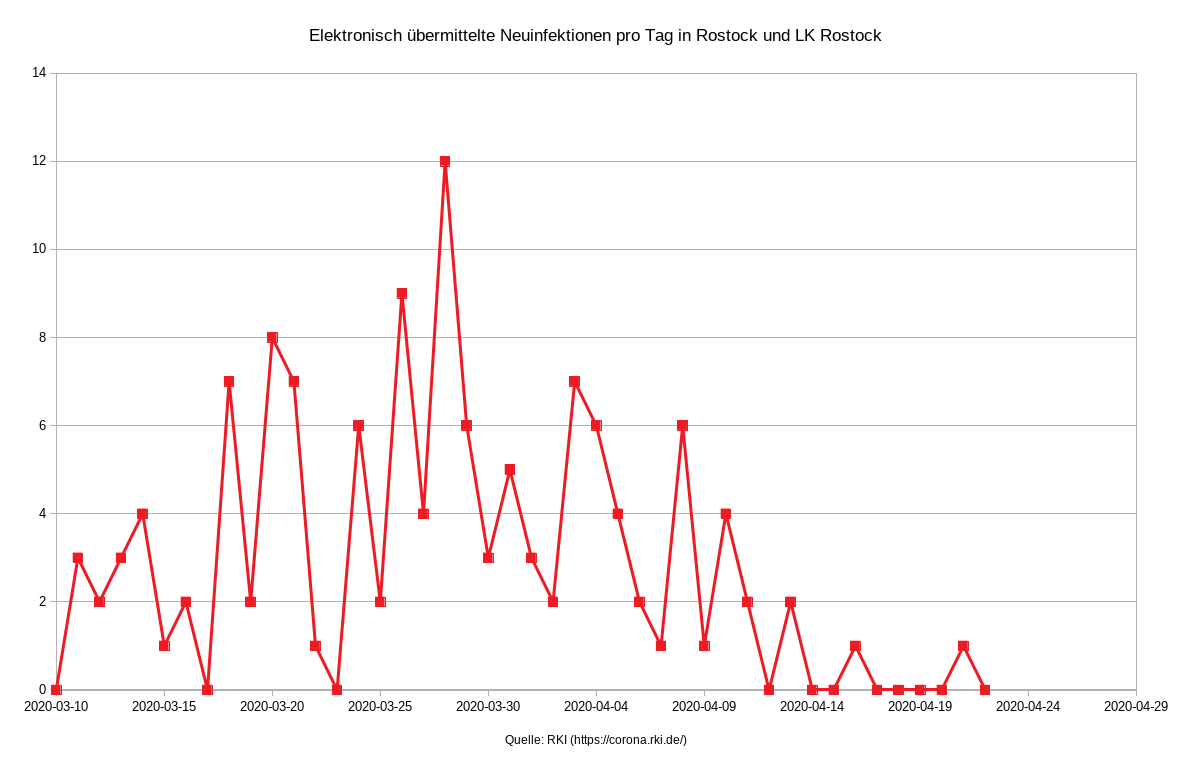 Elektronisch übermittelte Neuinfektionen pro Tag in Rostock und LK Rostock
14
12
10
8
6
4
2
0
2020-03-10 2020-03-15 2020-03-20 2020-03-25 2020-03-30 2020-04-04 2020-04-09 2020-04-14 2020-04-19 2020-04-24 2020-04-29
Quelle: RKI (https://corona.rki.de/)